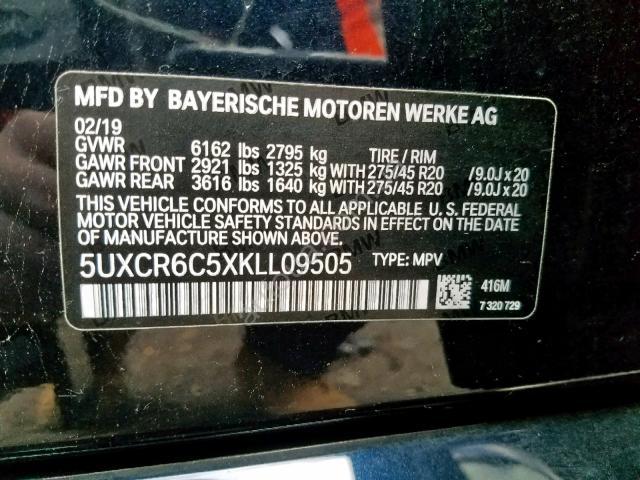 MFD BY BAYERISCHE MOTOREN WERKE AG
02/19
GVWR 6162 lbs 2795 kg TIRE / RIM
GAWR FRONT 2921 lbs 1325 kg WITH 275/45 R20 / 9.0J x 20
GAWR REAR 3616 lbs 1640 kg WITH 275/45 R20 / 9.0J x 20
THIS VEHICLE CONFORMS TO ALL APPLICABLE U. S. FEDERAL
MOTOR VEHICLE SAFETY STANDARDS IN EFFECT ON THE DATE
OF MANUFACTURE SHOWN ABOVE.
5UXCR6C5XKLL09505 TYPE: MPV
416M
7 320 729